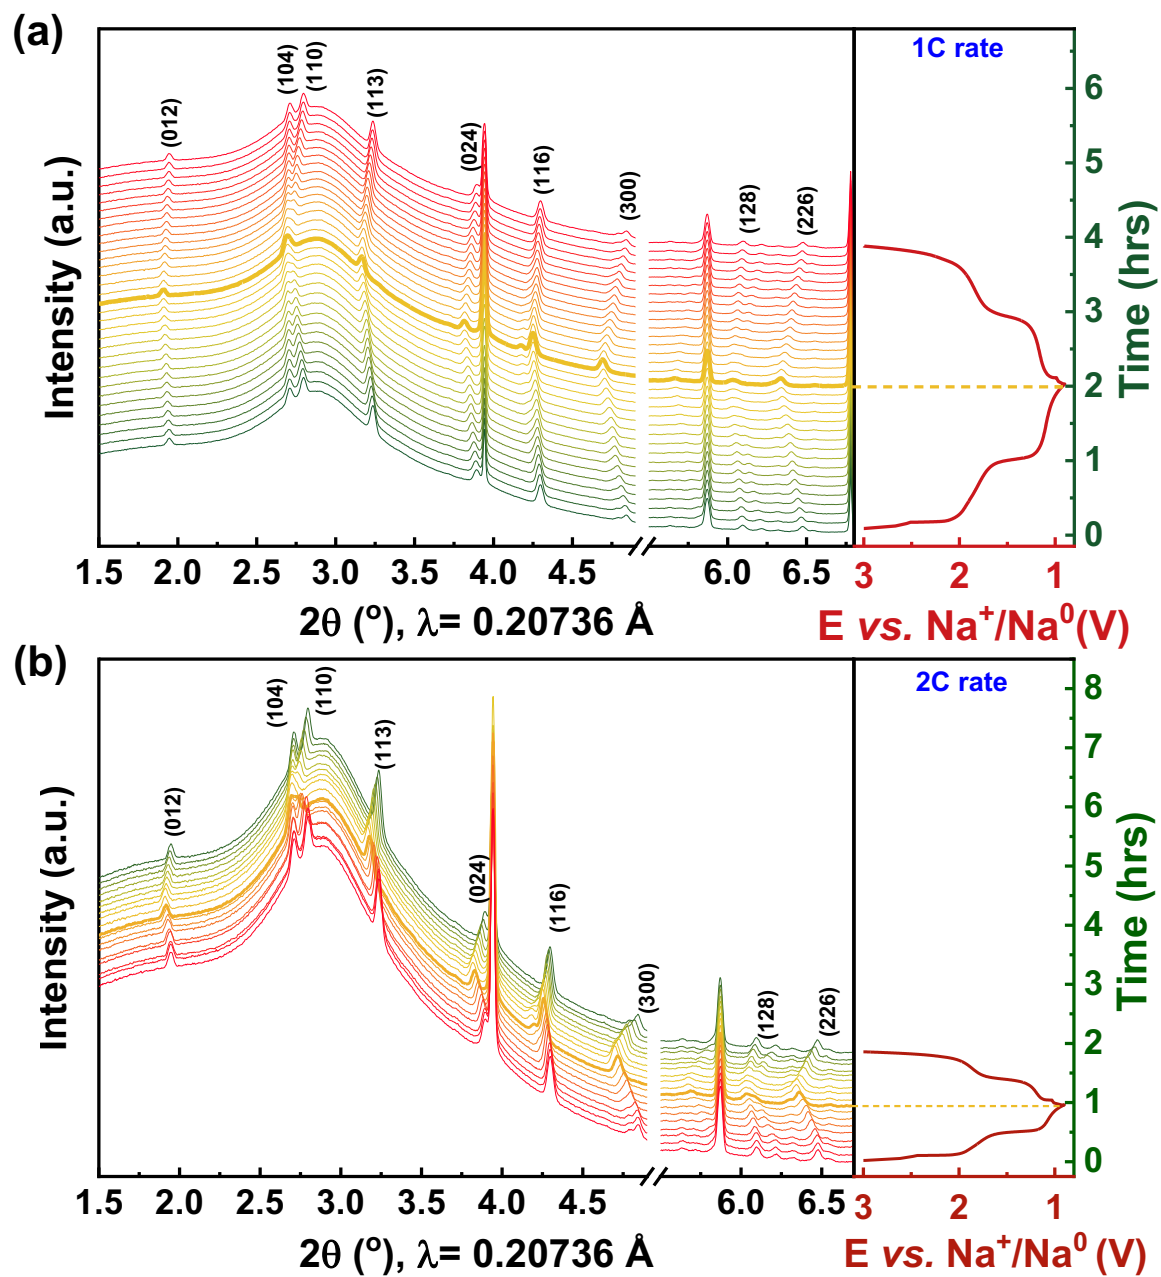 (a)
1C rate
(012)
(104)
(110)
(113)
(024)
(116)
(300)
(128)
(226)
Intensity (a.u.)
6
5
4
3
2
1
0
Time (hrs)
1.5 2.0 2.5 3.0 3.5 4.0 4.5 6.0 6.5
3 2 1
2θ (º), λ= 0.20736 Å
E vs. Na⁺/Na⁰(V)
(b)
2C rate
(012)
(104)
(110)
(113)
(024)
(116)
(300)
(128)
(226)
Intensity (a.u.)
8
7
6
5
4
3
2
1
0
Time (hrs)
1.5 2.0 2.5 3.0 3.5 4.0 4.5 6.0 6.5
3 2 1
2θ (º), λ= 0.20736 Å
E vs. Na⁺/Na⁰ (V)